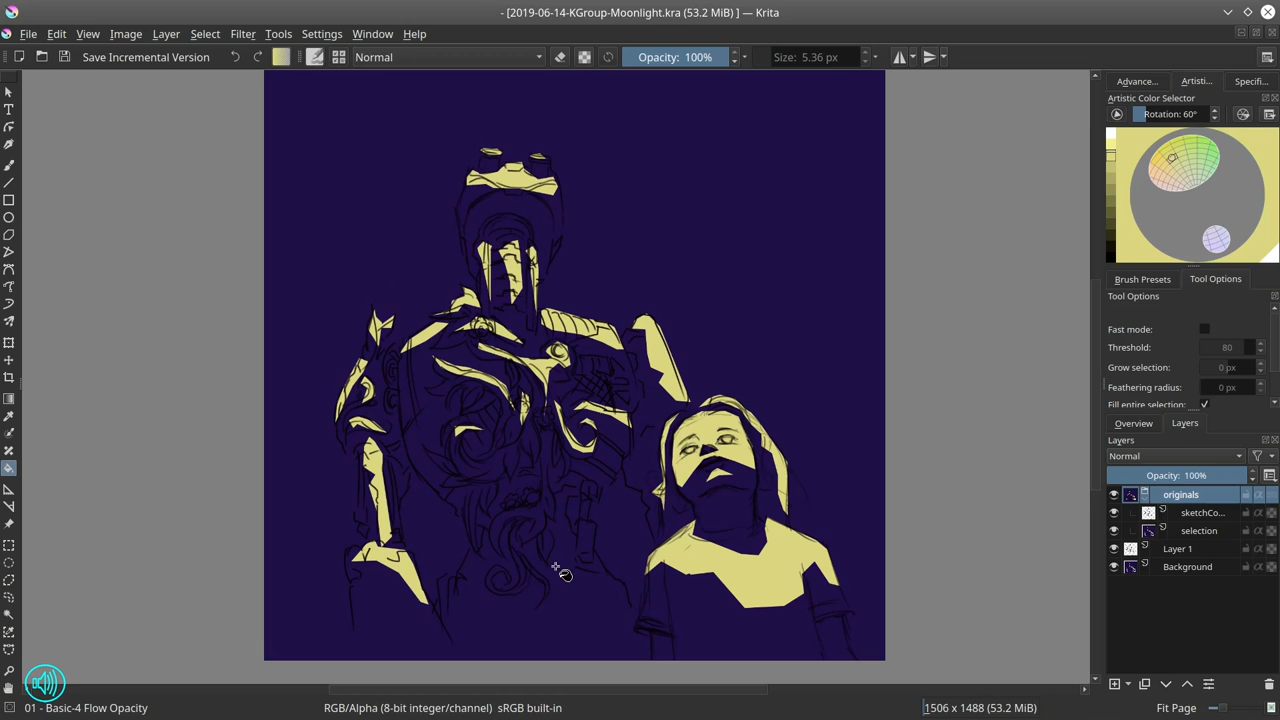 - [2019-06-14-KGroup-Moonlight.kra (53.2 MiB) ] — Krita
File Edit View Image Layer Select Filter Tools Settings Window Help
Save Incremental Version Normal Opacity: 100% Size: 5.36 px
Advance... Artisti... Specifi...
Artistic Color Selector
Rotation: 60°
Brush Presets Tool Options
Tool Options
Fast mode:
Threshold: 80
Grow selection: 0 px
Feathering radius: 0 px
Fill entire selection:
Overview Layers
Layers
Normal
Opacity: 100%
originals
sketchCo...
selection
Layer 1
Background
01 - Basic-4 Flow Opacity RGB/Alpha (8-bit integer/channel) sRGB built-in 1506 x 1488 (53.2 MiB) Fit Page